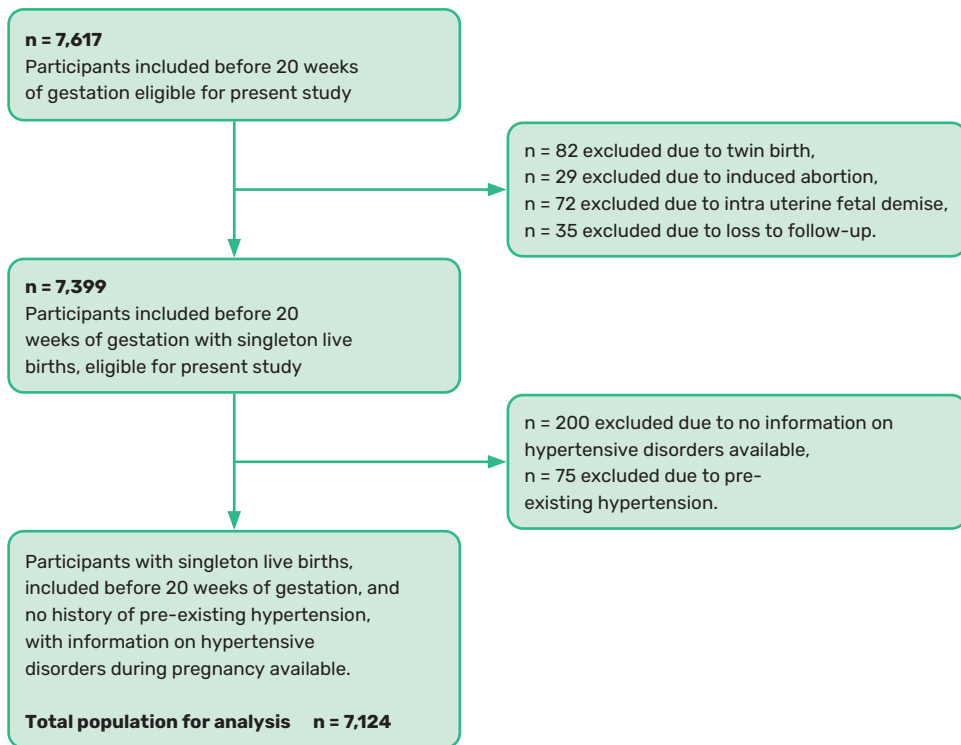 n = 7,617
Participants included before 20 weeks
of gestation eligible for present study
n = 82 excluded due to twin birth,
n = 29 excluded due to induced abortion,
n = 72 excluded due to intra uterine fetal demise,
n = 35 excluded due to loss to follow-up.
n = 7,399
Participants included before 20
weeks of gestation with singleton live
births, eligible for present study
n = 200 excluded due to no information on
hypertensive disorders available,
n = 75 excluded due to pre-
existing hypertension.
Participants with singleton live births,
included before 20 weeks of gestation, and
no history of pre-existing hypertension,
with information on hypertensive
disorders during pregnancy available.
Total population for analysis n = 7,124